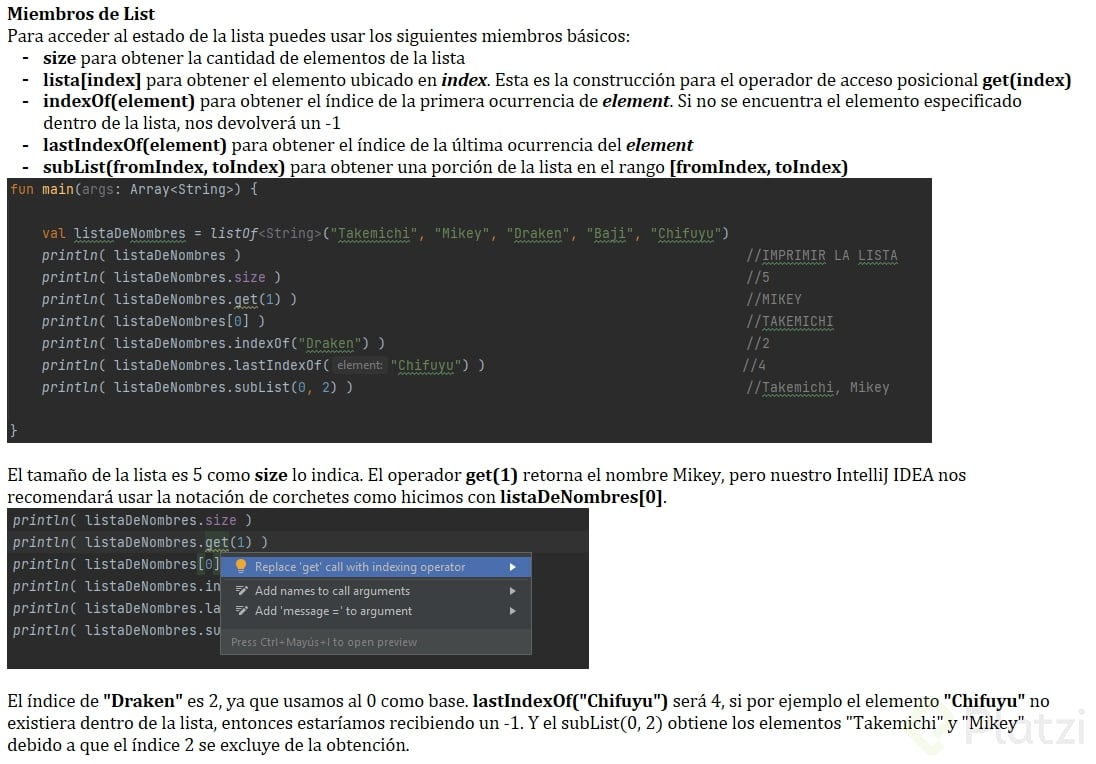 Miembros de List
Para acceder al estado de la lista puedes usar los siguientes miembros básicos:
- size para obtener la cantidad de elementos de la lista
- lista[index] para obtener el elemento ubicado en index. Esta es la construcción para el operador de acceso posicional get(index)
- indexOf(element) para obtener el índice de la primera ocurrencia de element. Si no se encuentra el elemento especificado
dentro de la lista, nos devolverá un -1
- lastIndexOf(element) para obtener el índice de la última ocurrencia del element
- subList(fromIndex, toIndex) para obtener una porción de la lista en el rango [fromIndex, toIndex)
fun main(args: Array<String>) {
val listaDeNombres = listOf<String>("Takemichi", "Mikey", "Draken", "Baji", "Chifuyu")
println( listaDeNombres ) //IMPRIMIR LA LISTA
println( listaDeNombres.size ) //5
println( listaDeNombres.get(1) ) //MIKEY
println( listaDeNombres[0] ) //TAKEMICHI
println( listaDeNombres.indexOf("Draken") ) //2
println( listaDeNombres.lastIndexOf( element: "Chifuyu") ) //4
println( listaDeNombres.subList(0, 2) ) //Takemichi, Mikey
}
El tamaño de la lista es 5 como size lo indica. El operador get(1) retorna el nombre Mikey, pero nuestro IntelliJ IDEA nos
recomendará usar la notación de corchetes como hicimos con listaDeNombres[0].
println( listaDeNombres.size )
println( listaDeNombres.get(1) )
println( listaDeNombres[0]
Replace 'get' call with indexing operator
println( listaDeNombres.in
Add names to call arguments
println( listaDeNombres.la
Add 'message =' to argument
println( listaDeNombres.su
Press Ctrl+Mayús+I to open preview
El índice de "Draken" es 2, ya que usamos al 0 como base. lastIndexOf("Chifuyu") será 4, si por ejemplo el elemento "Chifuyu" no
existiera dentro de la lista, entonces estaríamos recibiendo un -1. Y el subList(0, 2) obtiene los elementos "Takemichi" y "Mikey"
debido a que el índice 2 se excluye de la obtención.
Platzi